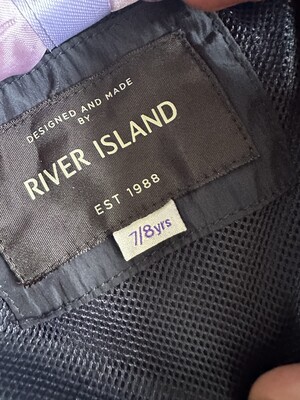 DESIGNED AND MADE
BY
RIVER ISLAND
EST 1988
7/8yrs